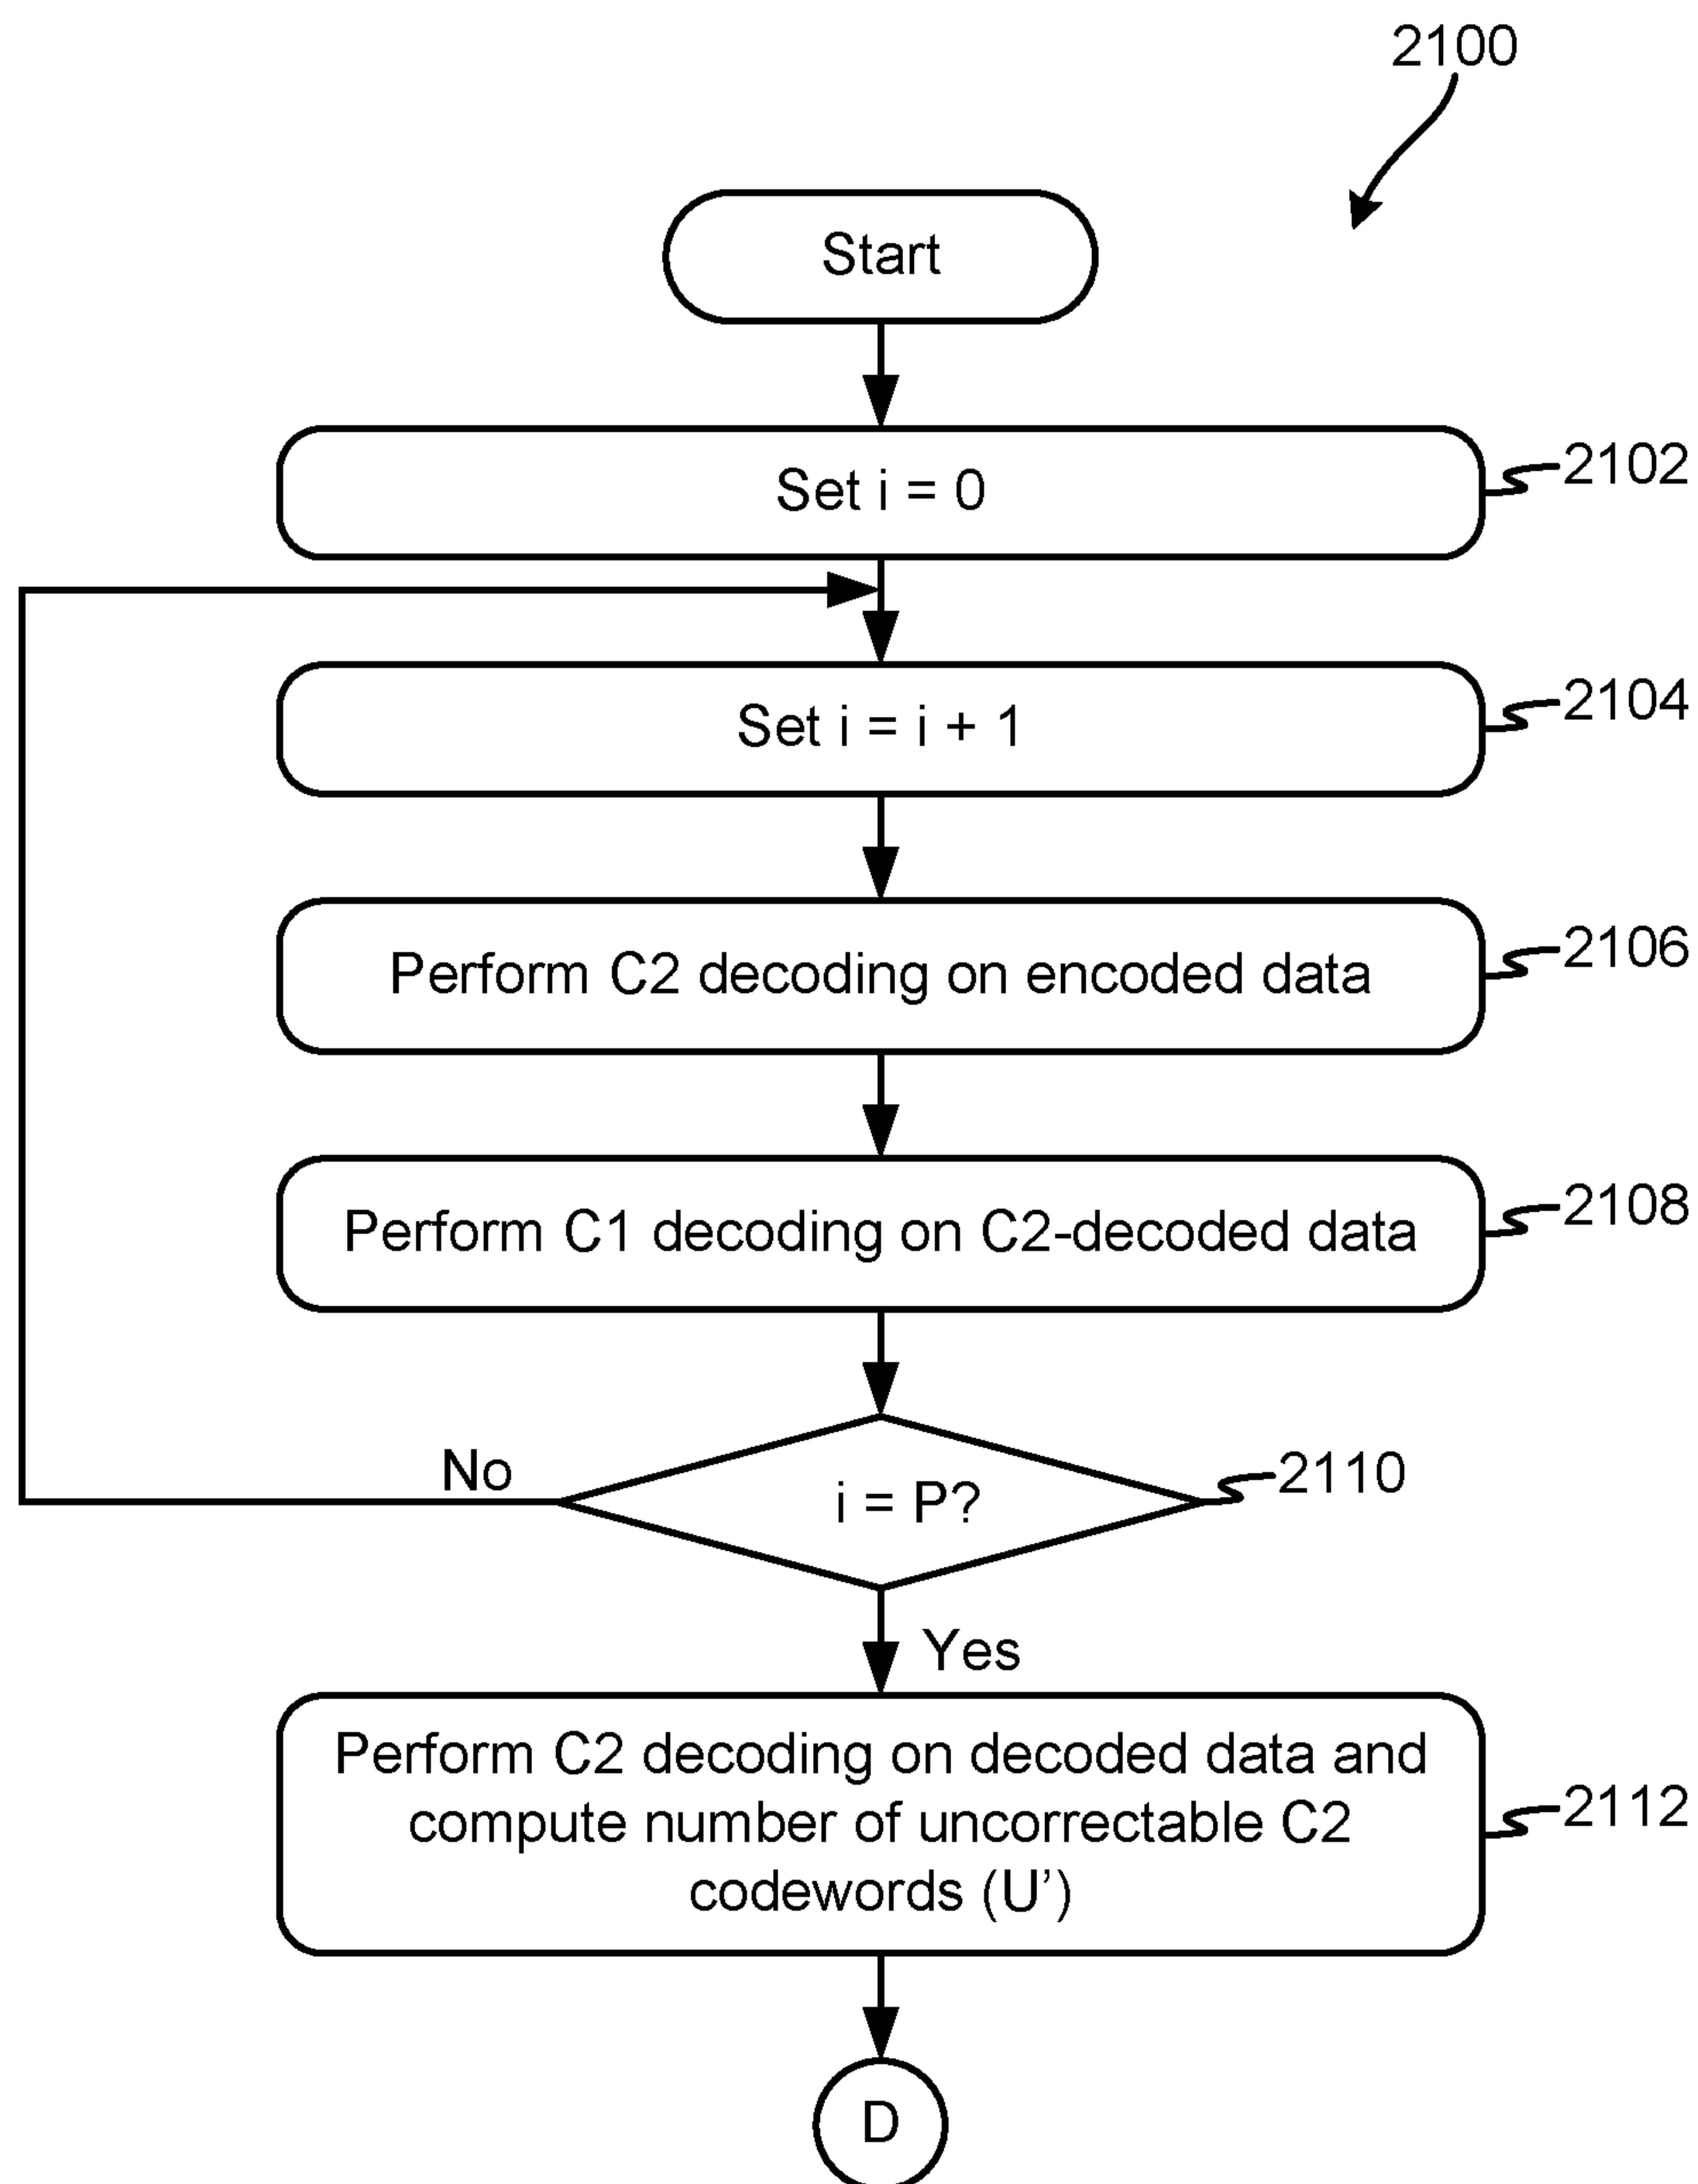 2100
Start
Set i = 0
2102
Set i = i + 1
2104
Perform C2 decoding on encoded data
2106
Perform C1 decoding on C2-decoded data
2108
No
i = P?
2110
Yes
Perform C2 decoding on decoded data and
compute number of uncorrectable C2
codewords (U’)
2112
D